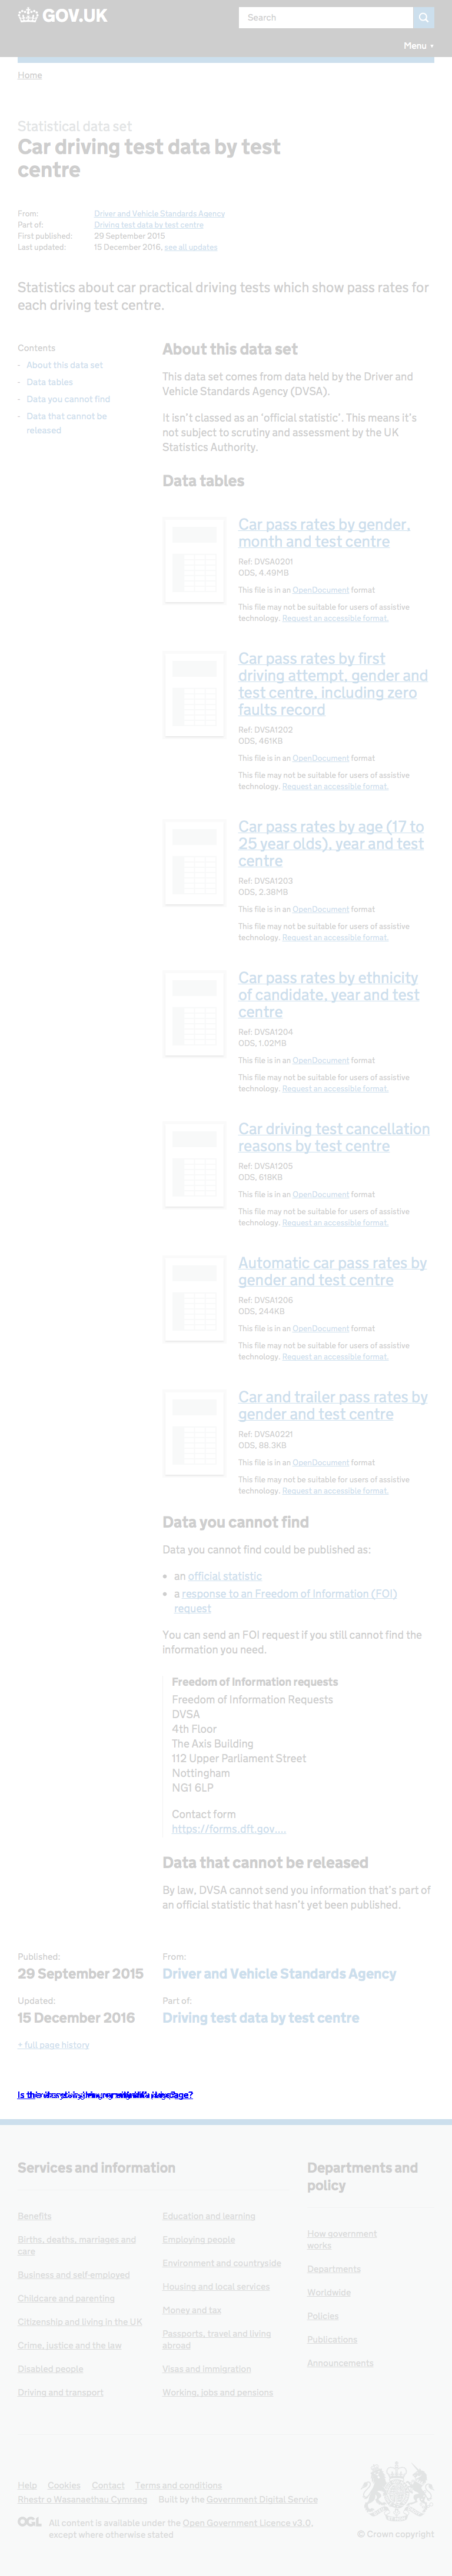 GOV.UK
Search
Menu
Home
Statistical data set
Car driving test data by test
centre
From: Driver and Vehicle Standards Agency
Part of: Driving test data by test centre
First published: 29 September 2015
Last updated: 15 December 2016, see all updates
Statistics about car practical driving tests which show pass rates for
each driving test centre.
Contents
- About this data set
- Data tables
- Data you cannot find
- Data that cannot be
released
About this data set
This data set comes from data held by the Driver and
Vehicle Standards Agency (DVSA).
It isn't classed as an 'official statistic'. This means it's
not subject to scrutiny and assessment by the UK
Statistics Authority.
Data tables
Car pass rates by gender,
month and test centre
Ref: DVSA0201
ODS, 4.49MB
This file is in an OpenDocument format
This file may not be suitable for users of assistive
technology. Request an accessible format.
Car pass rates by first
driving attempt, gender and
test centre, including zero
faults record
Ref: DVSA1202
ODS, 461KB
This file is in an OpenDocument format
This file may not be suitable for users of assistive
technology. Request an accessible format.
Car pass rates by age (17 to
25 year olds), year and test
centre
Ref: DVSA1203
ODS, 2.38MB
This file is in an OpenDocument format
This file may not be suitable for users of assistive
technology. Request an accessible format.
Car pass rates by ethnicity
of candidate, year and test
centre
Ref: DVSA1204
ODS, 1.02MB
This file is in an OpenDocument format
This file may not be suitable for users of assistive
technology. Request an accessible format.
Car driving test cancellation
reasons by test centre
Ref: DVSA1205
ODS, 618KB
This file is in an OpenDocument format
This file may not be suitable for users of assistive
technology. Request an accessible format.
Automatic car pass rates by
gender and test centre
Ref: DVSA1206
ODS, 244KB
This file is in an OpenDocument format
This file may not be suitable for users of assistive
technology. Request an accessible format.
Car and trailer pass rates by
gender and test centre
Ref: DVSA0221
ODS, 88.3KB
This file is in an OpenDocument format
This file may not be suitable for users of assistive
technology. Request an accessible format.
Data you cannot find
Data you cannot find could be published as:
• an official statistic
• a response to an Freedom of Information (FOI)
request
You can send an FOI request if you still cannot find the
information you need.
Freedom of Information requests
Freedom of Information Requests
DVSA
4th Floor
The Axis Building
112 Upper Parliament Street
Nottingham
NG1 6LP
Contact form
https://forms.dft.gov....
Data that cannot be released
By law, DVSA cannot send you information that's part of
an official statistic that hasn't yet been published.
Published:
29 September 2015
From:
Driver and Vehicle Standards Agency
Updated:
15 December 2016
Part of:
Driving test data by test centre
+ full page history
Services and information
Benefits
Births, deaths, marriages and
care
Business and self-employed
Childcare and parenting
Citizenship and living in the UK
Crime, justice and the law
Disabled people
Driving and transport
Education and learning
Employing people
Environment and countryside
Housing and local services
Money and tax
Passports, travel and living
abroad
Visas and immigration
Working, jobs and pensions
Departments and
policy
How government
works
Departments
Worldwide
Policies
Publications
Announcements
Help Cookies Contact Terms and conditions
Rhestr o Wasanaethau Cymraeg Built by the Government Digital Service
OGL All content is available under the Open Government Licence v3.0,
except where otherwise stated
© Crown copyright